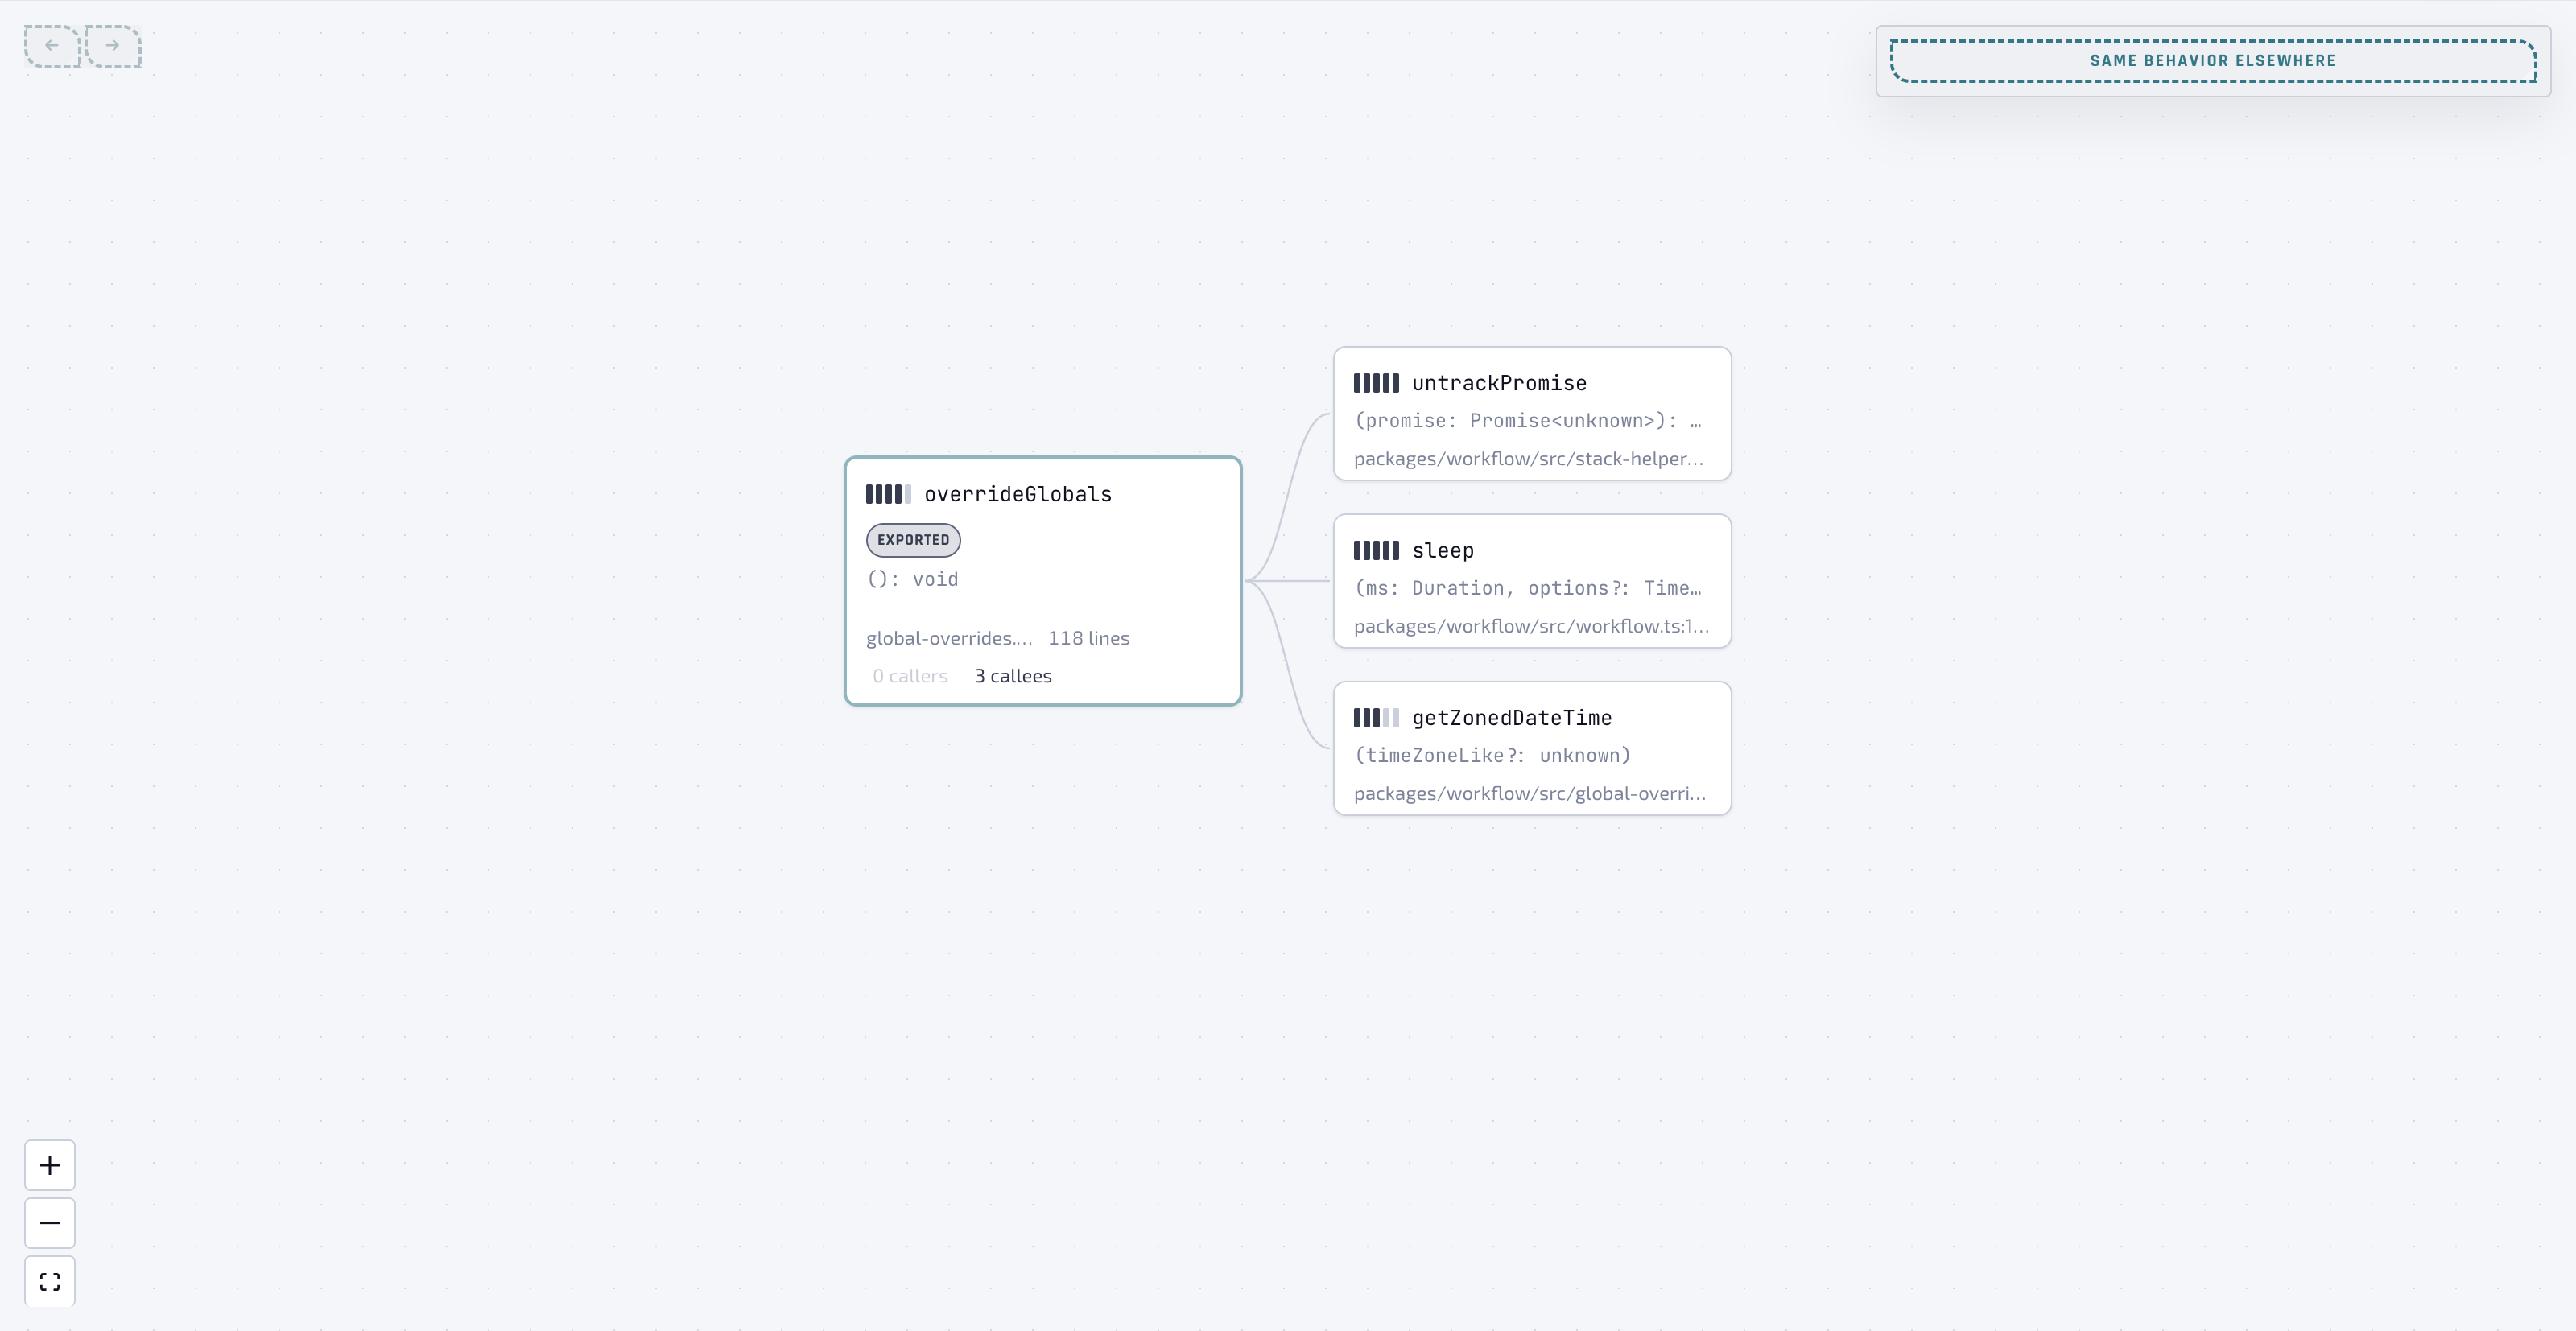 SAME BEHAVIOR ELSEWHERE
overrideGlobals
EXPORTED
(): void
global-overrides.… 118 lines
0 callers 3 callees
untrackPromise
(promise: Promise<unknown>): …
packages/workflow/src/stack-helper…
sleep
(ms: Duration, options?: Time…
packages/workflow/src/workflow.ts:1…
getZonedDateTime
(timeZoneLike?: unknown)
packages/workflow/src/global-overri…